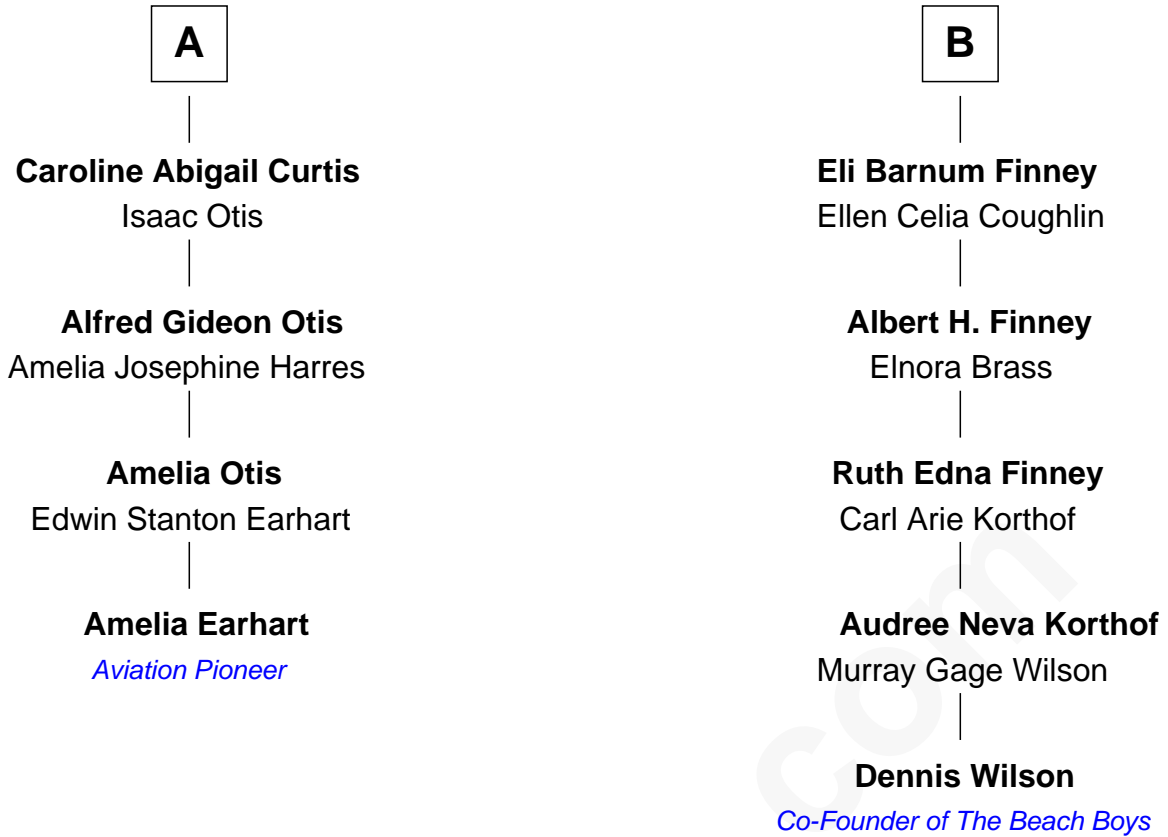 A
Caroline Abigail Curtis
Isaac Otis
Alfred Gideon Otis
Amelia Josephine Harres
Amelia Otis
Edwin Stanton Earhart
Amelia Earhart
Aviation Pioneer
B
Eli Barnum Finney
Ellen Celia Coughlin
Albert H. Finney
Elnora Brass
Ruth Edna Finney
Carl Arie Korthof
Audree Neva Korthof
Murray Gage Wilson
Dennis Wilson
Co-Founder of The Beach Boys
com